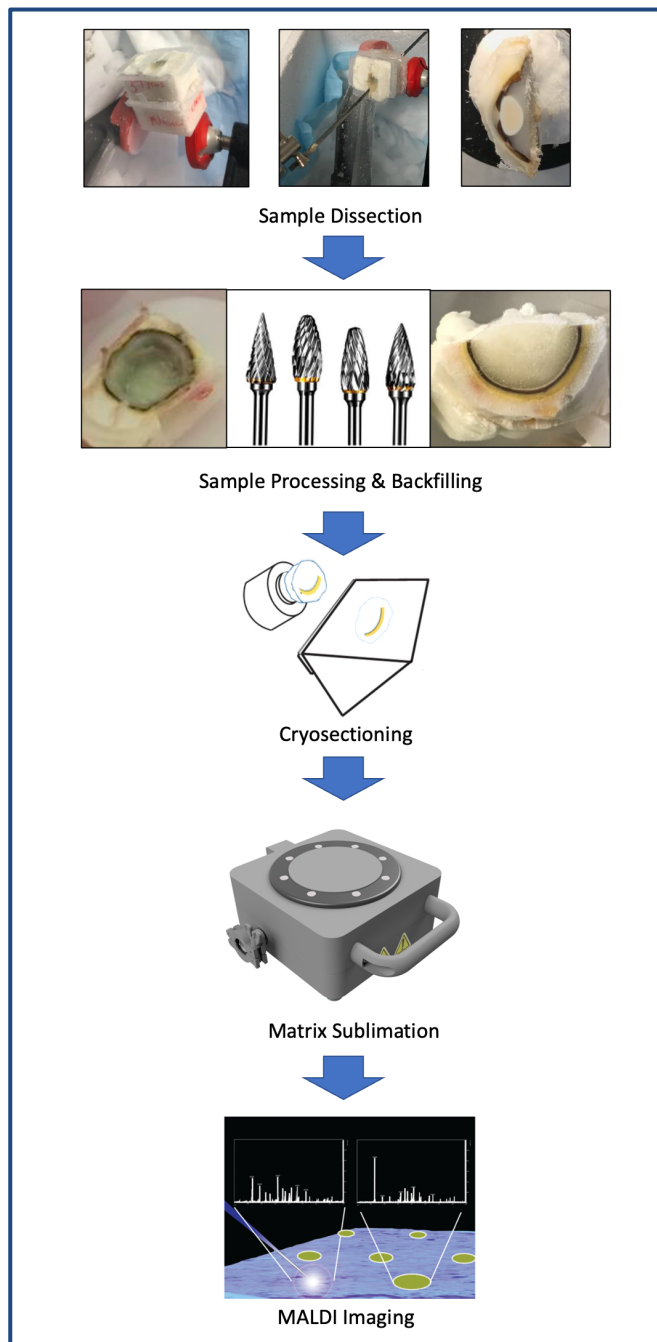 Sample Dissection
Sample Processing & Backfilling
Cryosectioning
Matrix Sublimation
MALDI Imaging